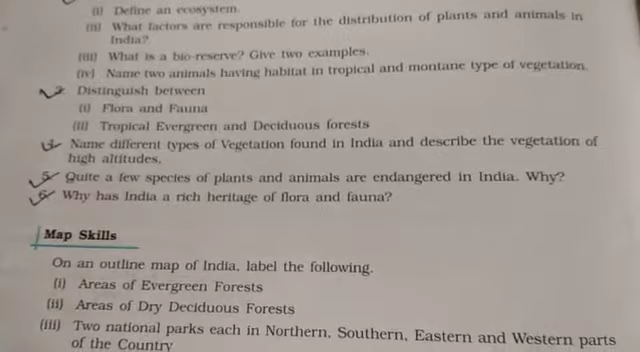 (i) Define an ecosystem.
(ii) What factors are responsible for the distribution of plants and animals in
India?
(iii) What is a bio-reserve? Give two examples.
(iv) Name two animals having habitat in tropical and montane type of vegetation.
Distinguish between
(i) Flora and Fauna
(ii) Tropical Evergreen and Deciduous forests
Name different types of Vegetation found in India and describe the vegetation of
high altitudes.
5. Quite a few species of plants and animals are endangered in India. Why?
6. Why has India a rich heritage of flora and fauna?
Map Skills
On an outline map of India, label the following.
(i) Areas of Evergreen Forests
(ii) Areas of Dry Deciduous Forests
(iii) Two national parks each in Northern, Southern, Eastern and Western parts
of the Country